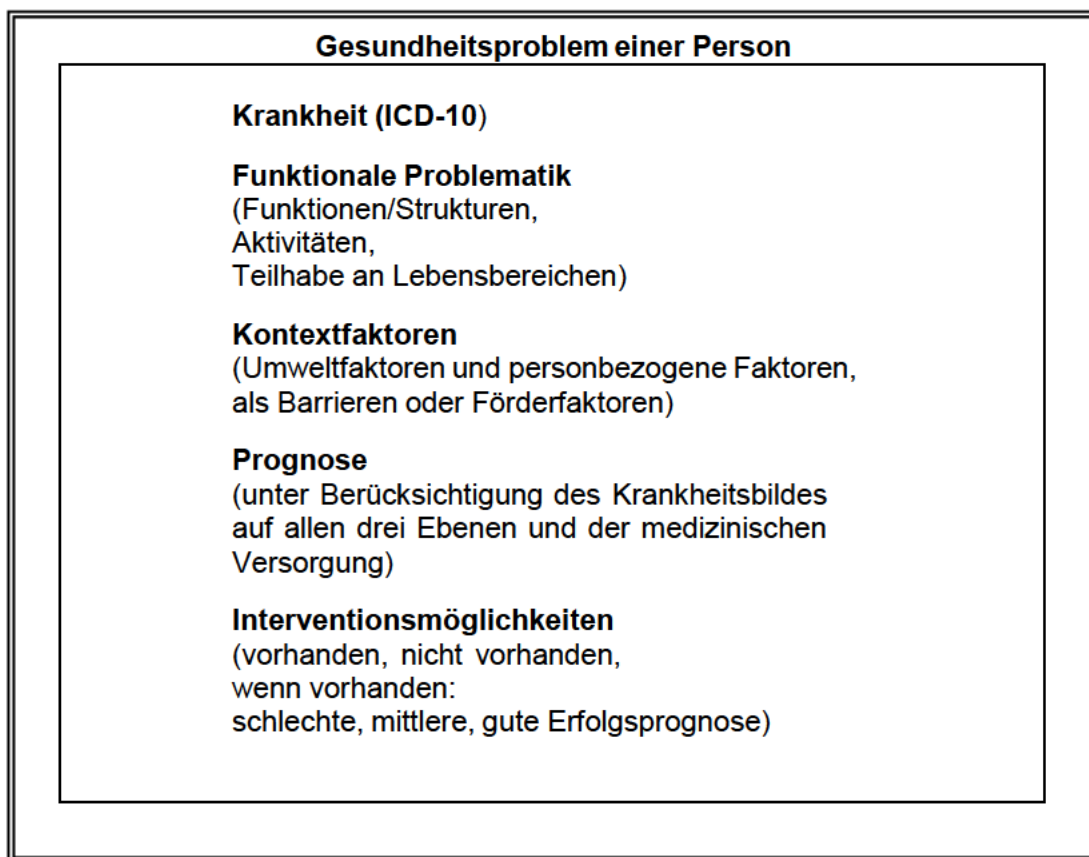 Gesundheitsproblem einer Person
Krankheit (ICD-10)
Funktionale Problematik
(Funktionen/Strukturen,
Aktivitäten,
Teilhabe an Lebensbereichen)
Kontextfaktoren
(Umweltfaktoren und personbezogene Faktoren,
als Barrieren oder Förderfaktoren)
Prognose
(unter Berücksichtigung des Krankheitsbildes
auf allen drei Ebenen und der medizinischen
Versorgung)
Interventionsmöglichkeiten
(vorhanden, nicht vorhanden,
wenn vorhanden:
schlechte, mittlere, gute Erfolgsprognose)